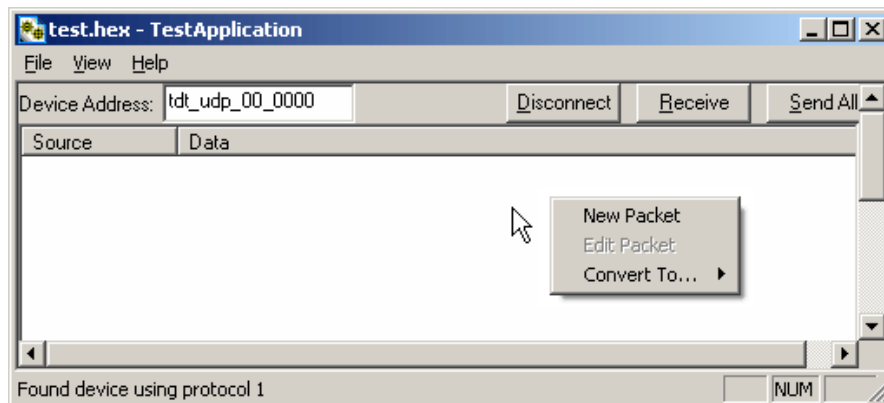 test.hex - TestApplication
File View Help
Device Address: tdt_udp_00_0000 Disconnect Receive Send All
Source Data
New Packet
Edit Packet
Convert To...
Found device using protocol 1 NUM